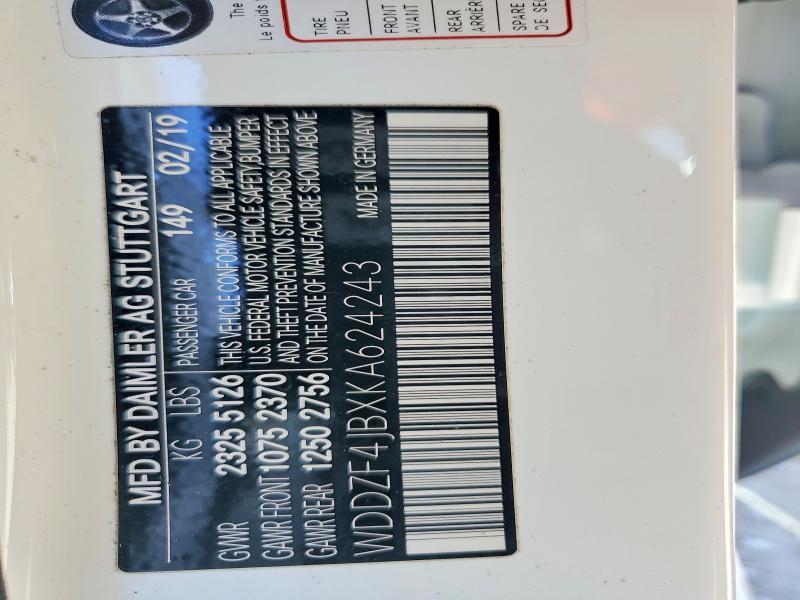 MFD BY DAIMLER AG STUTTGART
KG LBS PASSENGER CAR 149 02/19
GVWR 2325 5126 THIS VEHICLE CONFORMS TO ALL APPLICABLE
GAWR FRONT 1075 2370 U.S. FEDERAL MOTOR VEHICLE SAFETY, BUMPER
GAWR REAR 1250 2756 AND THEFT PREVENTION STANDARDS IN EFFECT
ON THE DATE OF MANUFACTURE SHOWN ABOVE
WDDZF4JBXKA624243 MADE IN GERMANY
The
Le poids
TIRE
PNEU
FRONT
AVANT
REAR
ARRIÈR
SPARE
DE SE